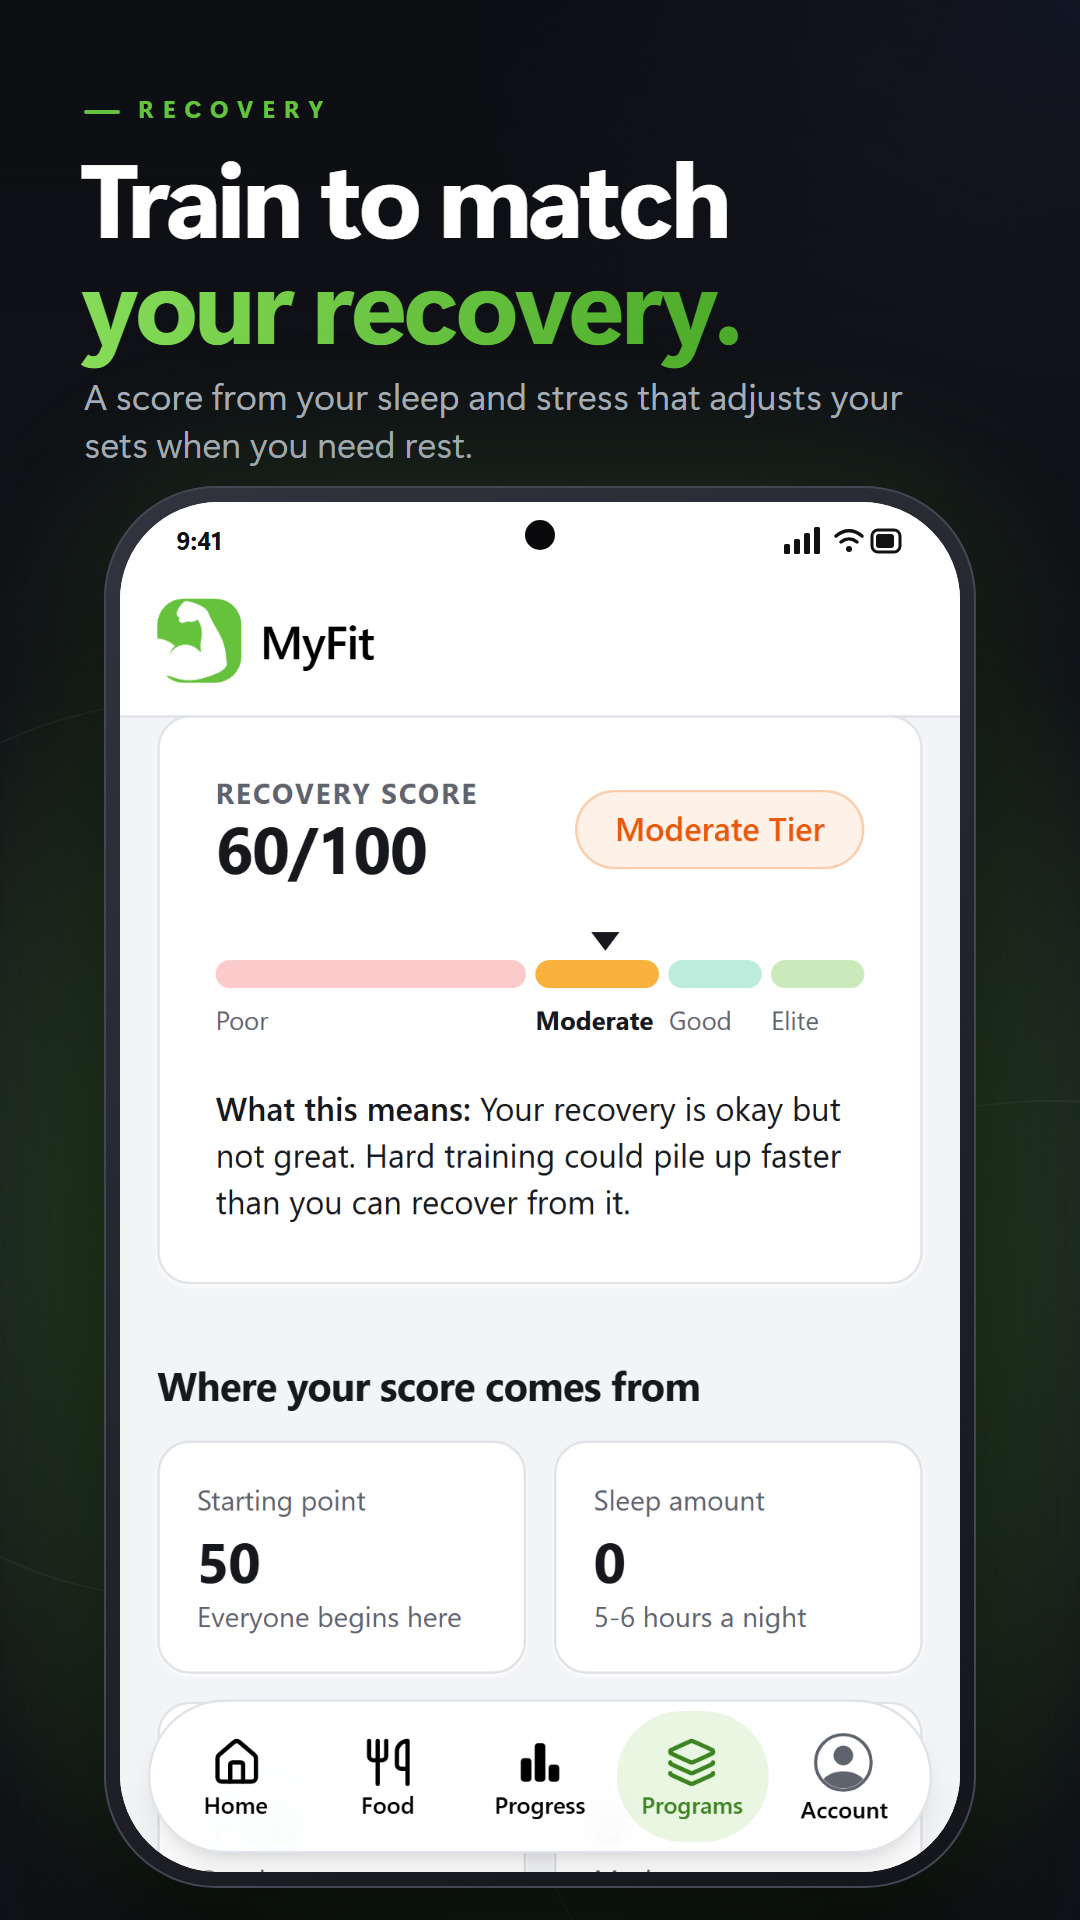 RECOVERY
Train to match
your recovery.
A score from your sleep and stress that adjusts your
sets when you need rest.
9:41
MyFit
RECOVERY SCORE
60/100
Moderate Tier
Poor
Moderate
Good
Elite
What this means: Your recovery is okay but
not great. Hard training could pile up faster
than you can recover from it.
Where your score comes from
Starting point
50
Everyone begins here
Sleep amount
0
5-6 hours a night
Home
Food
Progress
Programs
Account